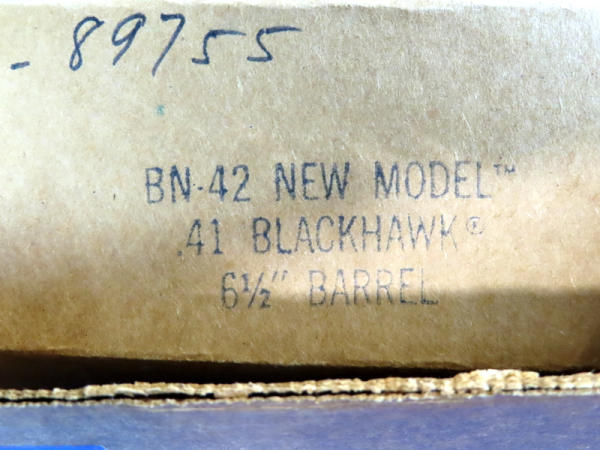 - 89755
BN-42 NEW MODEL™
.41 BLACKHAWK®
6½" BARREL